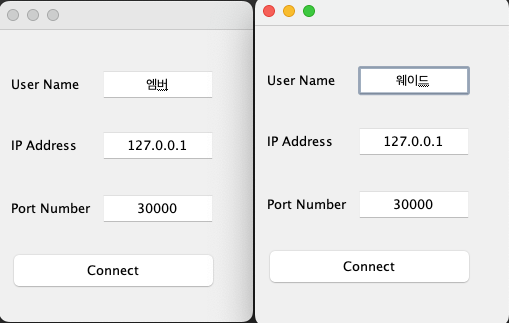 User Name 엠버
IP Address 127.0.0.1
Port Number 30000
Connect
User Name 웨이드
IP Address 127.0.0.1
Port Number 30000
Connect